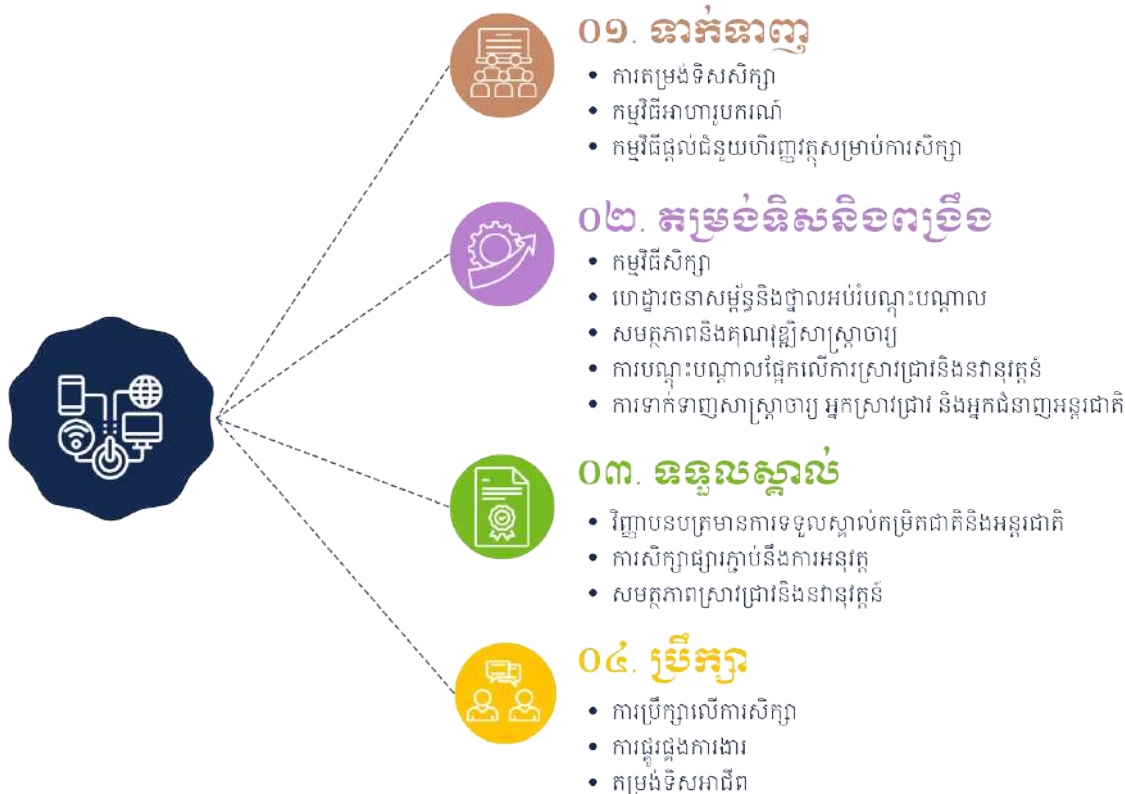 ០១. ទាក់ទាញ
• ការតម្រង់ទិសសិក្សា
• កម្មវិធីអាហារូបករណ៍
• កម្មវិធីផ្តល់ជំនួយហិរញ្ញវត្ថុសម្រាប់ការសិក្សា
០២. តម្រង់ទិសនិងពង្រឹង
• កម្មវិធីសិក្សា
• ហេដ្ឋារចនាសម្ព័ន្ធនិងថ្នាលអប់រំបណ្តុះបណ្តាល
• សមត្ថភាពនិងគុណវុឌ្ឍិសាស្ត្រាចារ្យ
• ការបណ្តុះបណ្តាលផ្អែកលើការស្រាវជ្រាវនិងនវានុវត្តន៍
• ការទាក់ទាញសាស្ត្រាចារ្យ អ្នកស្រាវជ្រាវ និងអ្នកជំនាញអន្តរជាតិ
០៣. ទទួលស្គាល់
• វិញ្ញាបនបត្រមានការទទួលស្គាល់កម្រិតជាតិនិងអន្តរជាតិ
• ការសិក្សាផ្សារភ្ជាប់នឹងការអនុវត្ត
• សមត្ថភាពស្រាវជ្រាវនិងនវានុវត្តន៍
០៤. ប្រឹក្សា
• ការប្រឹក្សាលើការសិក្សា
• ការផ្គូរផ្គងការងារ
• តម្រង់ទិសអាជីព